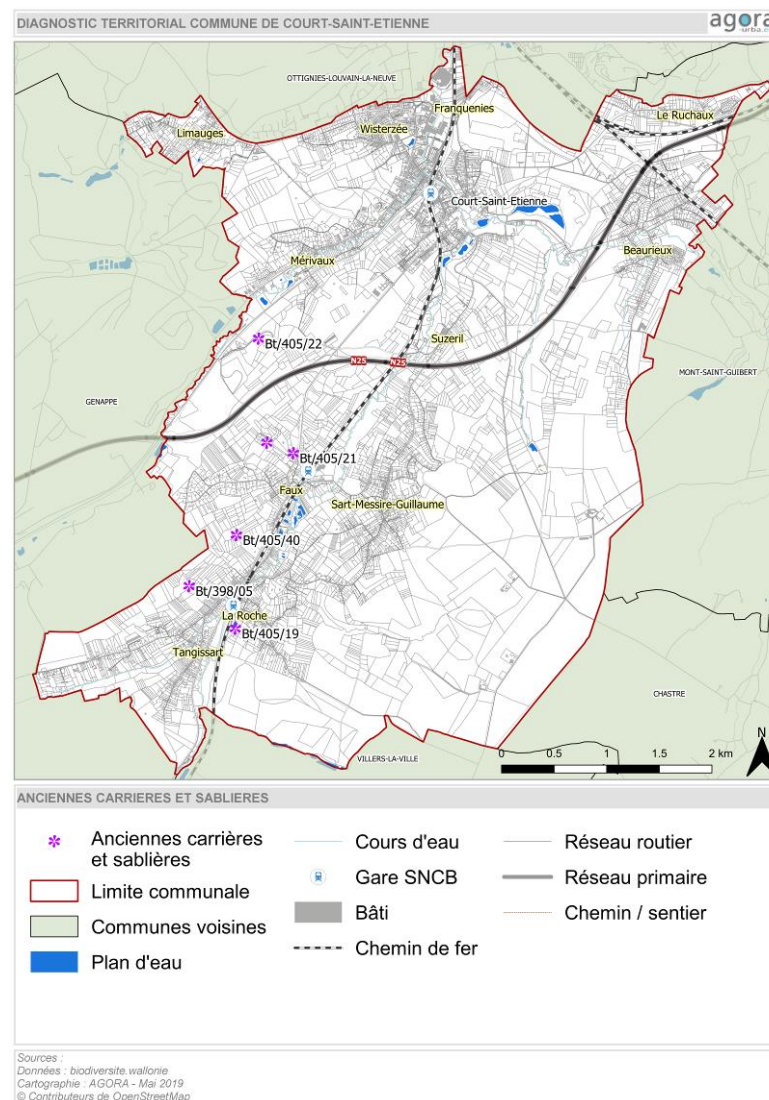 DIAGNOSTIC TERRITORIAL COMMUNE DE COURT-SAINT-ETIENNE
agora
OTTIGNIES-LOUVAIN-LA-NEUVE
Franquenies
Le Ruchaux
Limauges
Wisterzée
Court-Saint-Etienne
Beaurieux
Mérivaux
Bt/405/22
Suzeril
N25
N25
MONT-SAINT-GUIBERT
GENAPPE
Bt/405/21
Faux
Sart-Messire-Guillaume
Bt/405/40
Bt/398/05
La Roche
Bt/405/19
Tangissart
CHASTRE
VILLERS-LA-VILLE
N
0 0.5 1 1.5 2 km
ANCIENNES CARRIERES ET SABLIERES
Anciennes carrières
et sablières
Limite communale
Communes voisines
Plan d'eau
Cours d'eau
Gare SNCB
Bâti
Chemin de fer
Réseau routier
Réseau primaire
Chemin / sentier
Sources :
Données : biodiversite.wallonie
Cartographie : AGORA - Mai 2019
© Contributeurs de OpenStreetMap